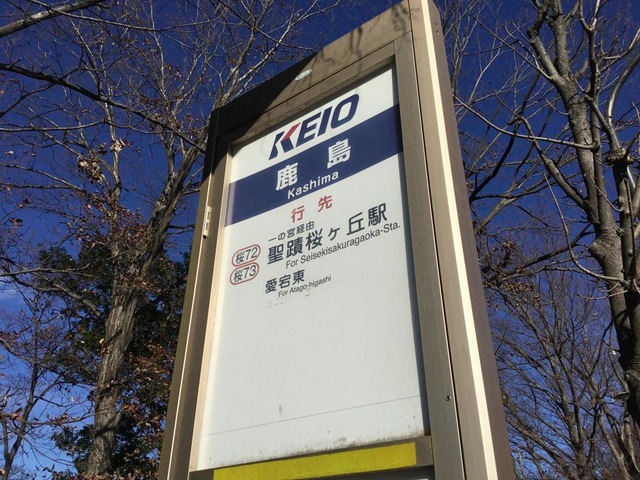 KEIO
鹿島
Kashima
行先
一の宮経由
桜72 聖蹟桜ヶ丘駅
For Seisekisakuragaoka-Sta.
桜73
愛宕東
For Atago-higashi